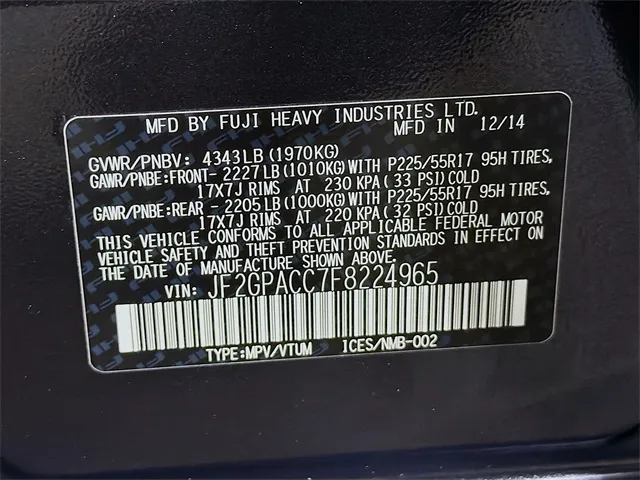 MFD BY FUJI HEAVY INDUSTRIES LTD.
MFD IN 12/14
GVWR/PNBV: 4343LB(1970KG)
GAWR/PNBE:FRONT- 2227LB(1010KG)WITH P225/55R17 95H TIRES,
17X7J RIMS AT 230 KPA(33 PSI)COLD
GAWR/PNBE:REAR - 2205LB(1000KG)WITH P225/55R17 95H TIRES,
17X7J RIMS AT 220 KPA(32 PSI)COLD
THIS VEHICLE CONFORMS TO ALL APPLICABLE FEDERAL MOTOR
VEHICLE SAFETY AND THEFT PREVENTION STANDARDS IN EFFECT ON
THE DATE OF MANUFACTURE SHOWN ABOVE.
VIN: JF2GPACC7F8224965
TYPE:MPV/VTUM ICES/NMB-002